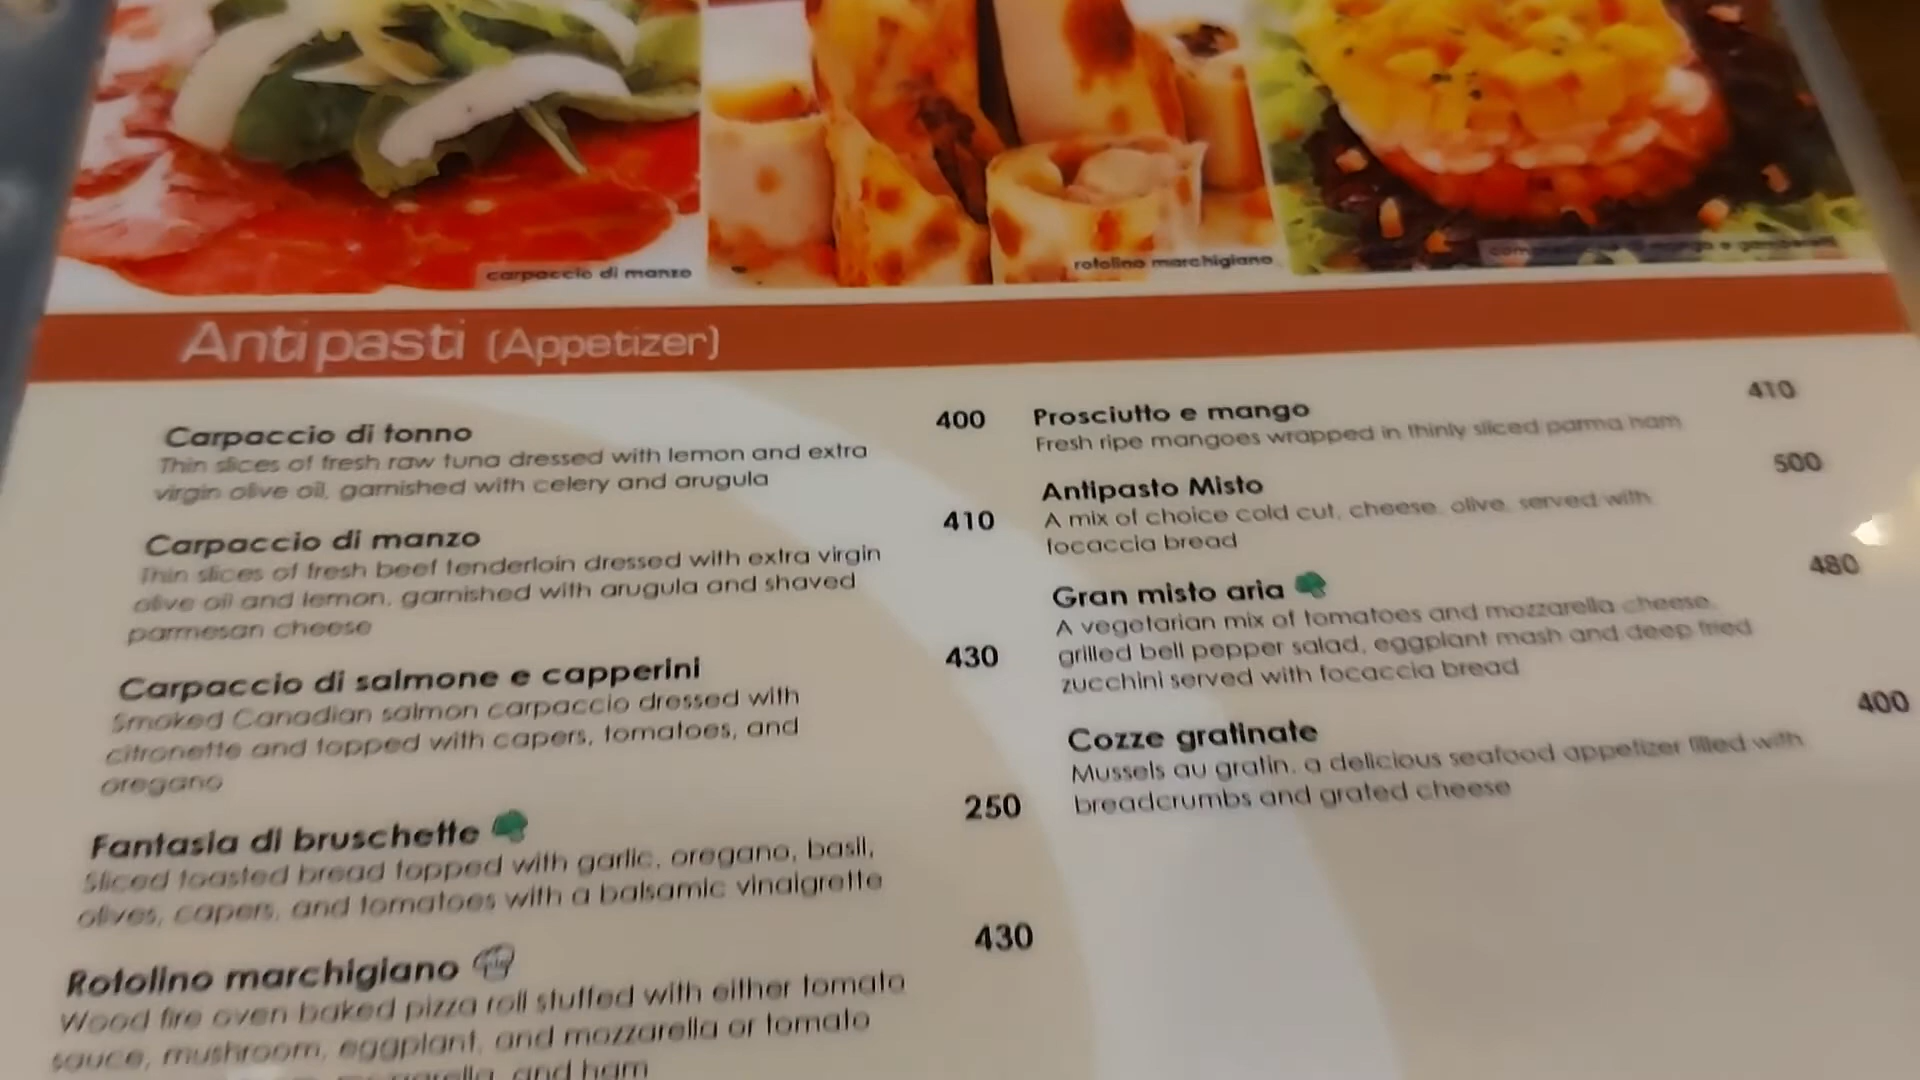 carpaccio di manzo
rotolino marchigiano
mango e gamberetti
Antipasti (Appetizer)
Carpaccio di tonno 400
Thin slices of fresh raw tuna dressed with lemon and extra
virgin olive oil, garnished with celery and arugula
Carpaccio di manzo 410
Thin slices of fresh beef tenderloin dressed with extra virgin
olive oil and lemon, garnished with arugula and shaved
parmesan cheese
Carpaccio di salmone e capperini 430
Smoked Canadian salmon carpaccio dressed with
citronette and topped with capers, tomatoes, and
oregano
Fantasia di bruschette 250
Sliced toasted bread topped with garlic, oregano, basil,
olives, capers, and tomatoes with a balsamic vinaigrette
Rotolino marchigiano 430
Wood fire oven baked pizza roll stuffed with either tomato
sauce, mushroom, eggplant, and mozzarella or tomato
and ham
Prosciutto e mango 410
Fresh ripe mangoes wrapped in thinly sliced parma ham
Antipasto Misto 500
A mix of choice cold cut, cheese, olive, served with
focaccia bread
Gran misto aria 480
A vegetarian mix of tomatoes and mozzarella cheese,
grilled bell pepper salad, eggplant mash and deep fried
zucchini served with focaccia bread
Cozze gratinate 400
Mussels au gratin, a delicious seafood appetizer filled with
breadcrumbs and grated cheese